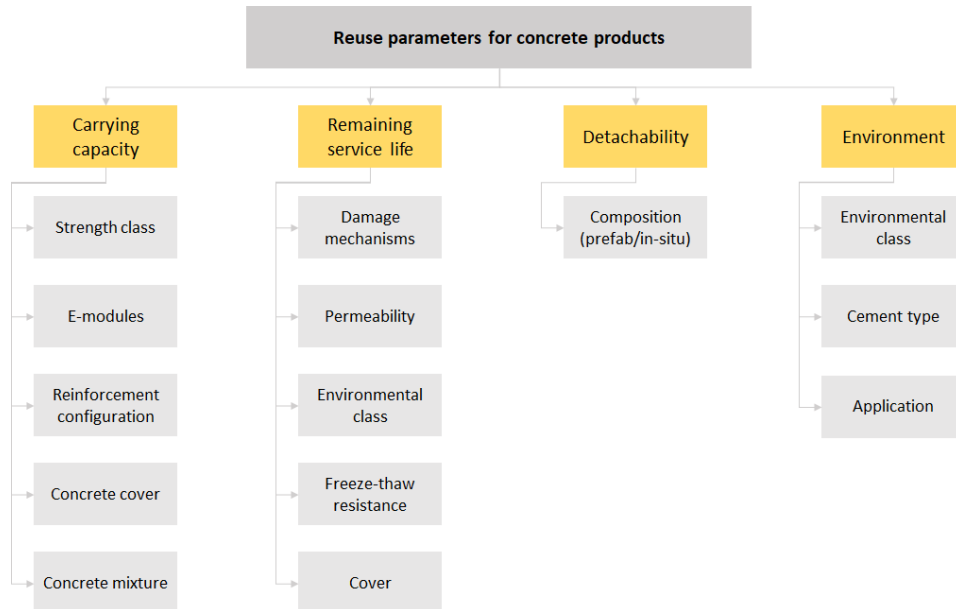 Reuse parameters for concrete products
Carrying
capacity
Strength class
E-modules
Reinforcement
configuration
Concrete cover
Concrete mixture
Remaining
service life
Damage
mechanisms
Permeability
Environmental
class
Freeze-thaw
resistance
Cover
Detachability
Composition
(prefab/in-situ)
Environment
Environmental
class
Cement type
Application